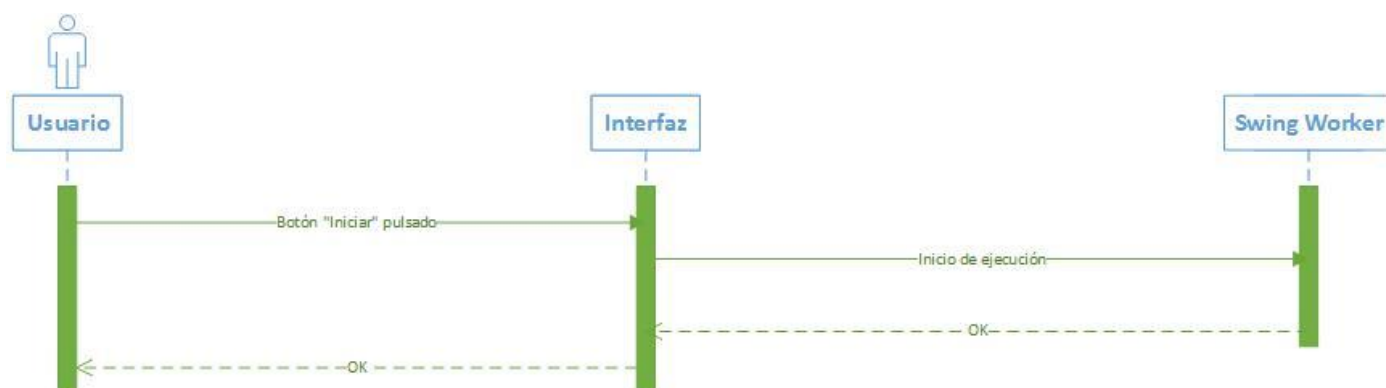 Usuario
Interfaz
Swing Worker
Botón "Iniciar" pulsado
Inicio de ejecución
OK
OK